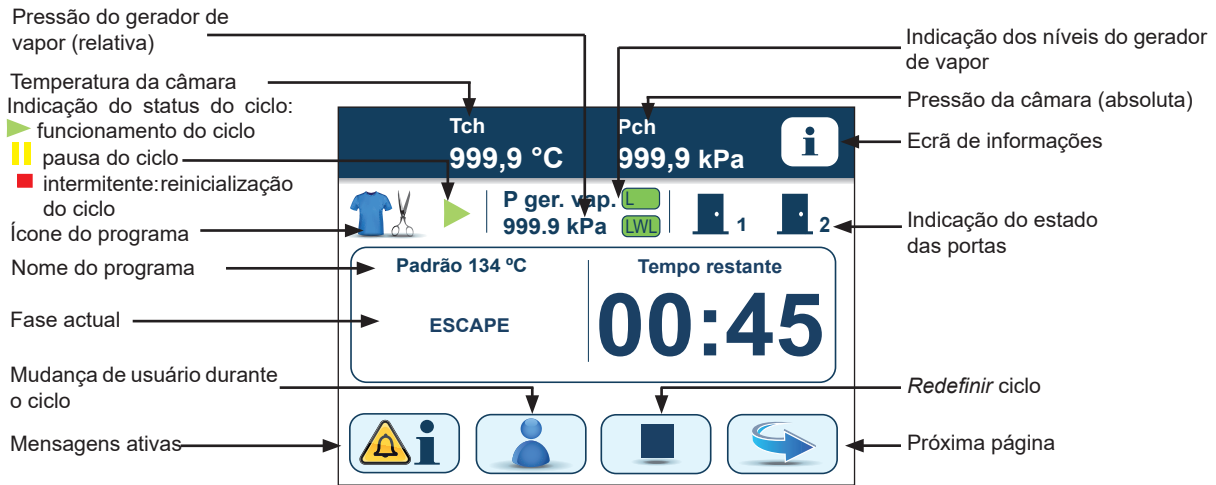 Pressão do gerador de
vapor (relativa)
Temperatura da câmara
Indicação do status do ciclo:
funcionamento do ciclo
pausa do ciclo
intermitente:reinicialização
do ciclo
Ícone do programa
Nome do programa
Fase actual
Mudança de usuário durante
o ciclo
Mensagens ativas
Tch
999,9 °C
Pch
999,9 kPa
i
P ger. vap.
L
999.9 kPa
LWL
1
2
Padrão 134 ºC
ESCAPE
Tempo restante
00:45
i
Indicação dos níveis do gerador
de vapor
Pressão da câmara (absoluta)
Ecrã de informações
Indicação do estado
das portas
Redefinir ciclo
Próxima página